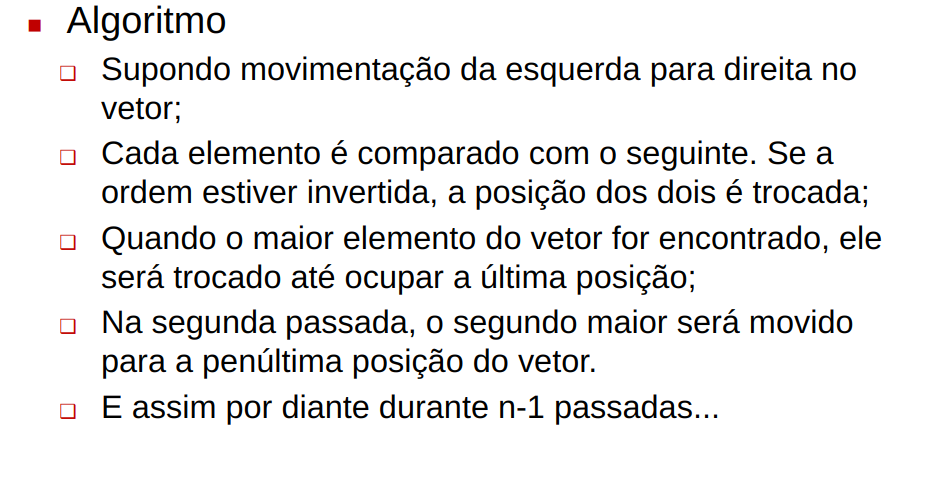 Algoritmo
Supondo movimentação da esquerda para direita no
vetor;
Cada elemento é comparado com o seguinte. Se a
ordem estiver invertida, a posição dos dois é trocada;
Quando o maior elemento do vetor for encontrado, ele
será trocado até ocupar a última posição;
Na segunda passada, o segundo maior será movido
para a penúltima posição do vetor.
E assim por diante durante n-1 passadas...